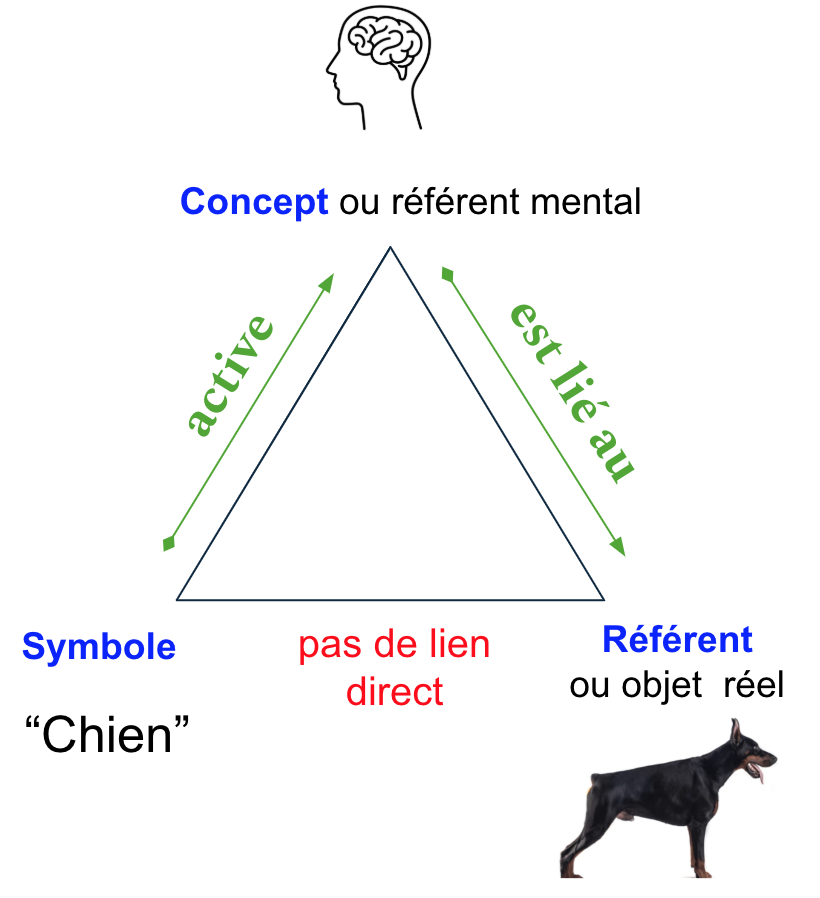 Concept ou référent mental
active
est lié au
Symbole
pas de lien
direct
Référent
ou objet réel
“Chien”